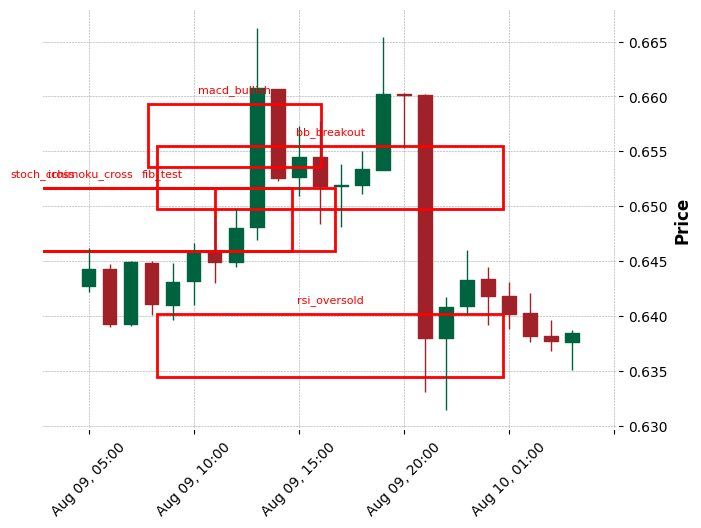 0.665
macd_bullish
0.660
bb_breakout
0.655
stoch_cross
ichimoku_cross
fib_test
0.650
Price
0.645
rsi_oversold
0.640
0.635
0.630
Aug 09, 05:00
Aug 09, 10:00
Aug 09, 15:00
Aug 09, 20:00
Aug 10, 01:00